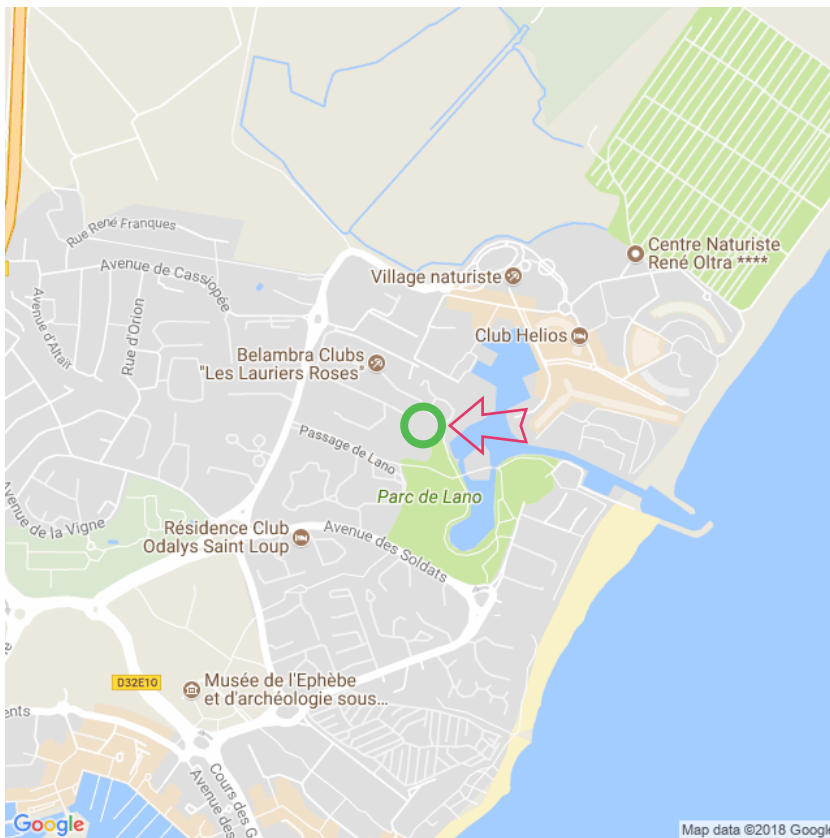 Rue René Franques
Avenue de Cassiopée
Avenue d'Altaïr
Rue d'Orion
Village naturiste
Centre Naturiste
René Oltra ****
Club Helios
Belambra Clubs
"Les Lauriers Roses"
Passage de Lano
Parc de Lano
Avenue de la Vigne
Résidence Club
Odalys Saint Loup
Avenue des Soldats
D32E10
Musée de l'Ephèbe
et d'archéologie sous...
ents
Cours des G
Avenue des
Google
Map data ©2018 Google